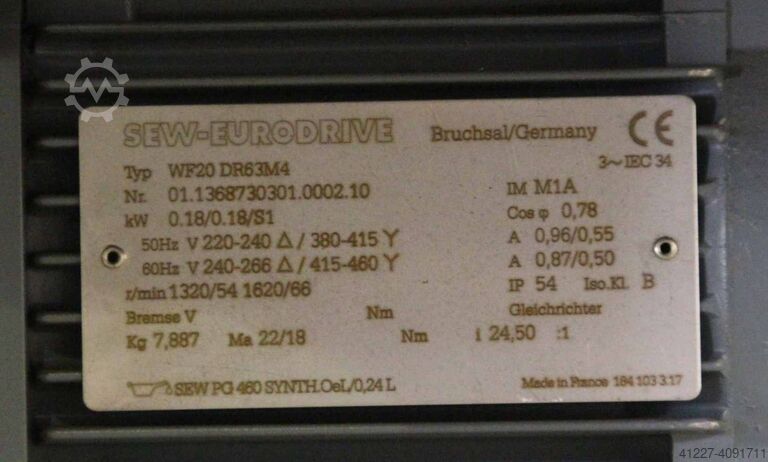 SEW-EURODRIVE Bruchsal/Germany CE
3~IEC 34
Typ WF20 DR63M4
Nr. 01.1368730301.0002.10 IM M1A
kW 0.18/0.18/S1 Cos φ 0,78
50Hz V 220-240 Δ / 380-415 Y A 0,96/0,55
60Hz V 240-266 Δ / 415-460 Y A 0,87/0,50
r/min 1320/54 1620/66 IP 54 Iso.Kl. B
Bremse V Nm Gleichrichter
Kg 7,887 Ma 22/18 Nm i 24,50 :1
SEW PG 460 SYNTH.OeL/0,24 L Made in France 184 103 3.17
41227-4091711